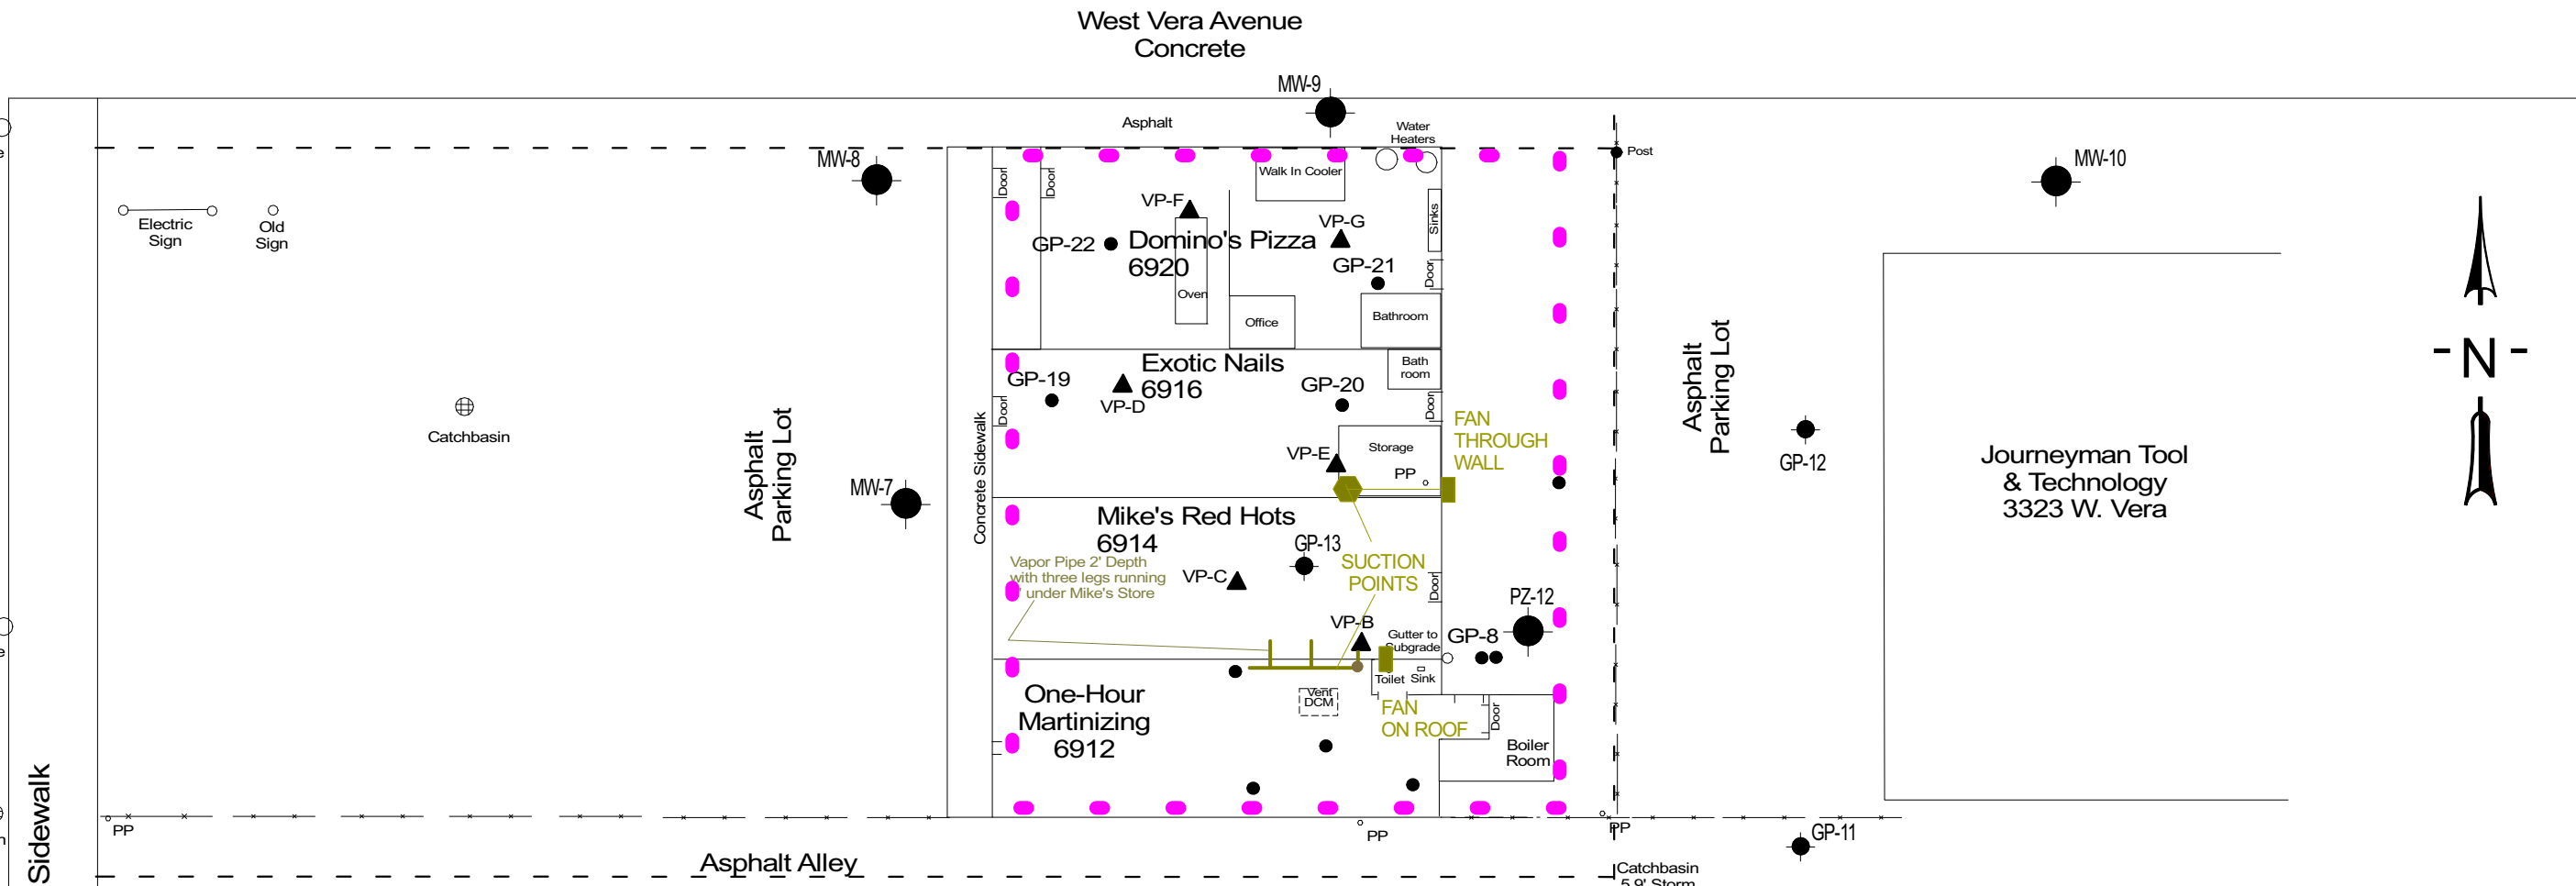 West Vera Avenue
Concrete
MW-9
Asphalt
Water
Heaters
MW-8
Post
MW-10
Door
Door
Walk In Cooler
Sinks
VP-F
VP-G
Electric
Sign
Old
Sign
GP-22
Domino's Pizza
6920
GP-21
Door
Oven
Office
Bathroom
Exotic Nails
6916
Bath
room
GP-19
VP-D
GP-20
Door
Door
FAN
THROUGH
WALL
Asphalt
Parking Lot
N
Catchbasin
Asphalt
Parking Lot
Concrete Sidewalk
Storage
PP
VP-E
GP-12
Journeyman Tool
& Technology
3323 W. Vera
MW-7
Mike's Red Hots
6914
GP-13
Vapor Pipe 2' Depth
with three legs running
' under Mike's Store
VP-C
SUCTION
POINTS
Door
PZ-12
VP-B
Gutter to
Subgrade
GP-8
One-Hour
Martinizing
6912
Vent
DCM
Toilet
Sink
FAN
ON ROOF
Door
Boiler
Room
Sidewalk
PP
PP
PP
GP-11
Asphalt Alley
Catchbasin
5.9' Storm